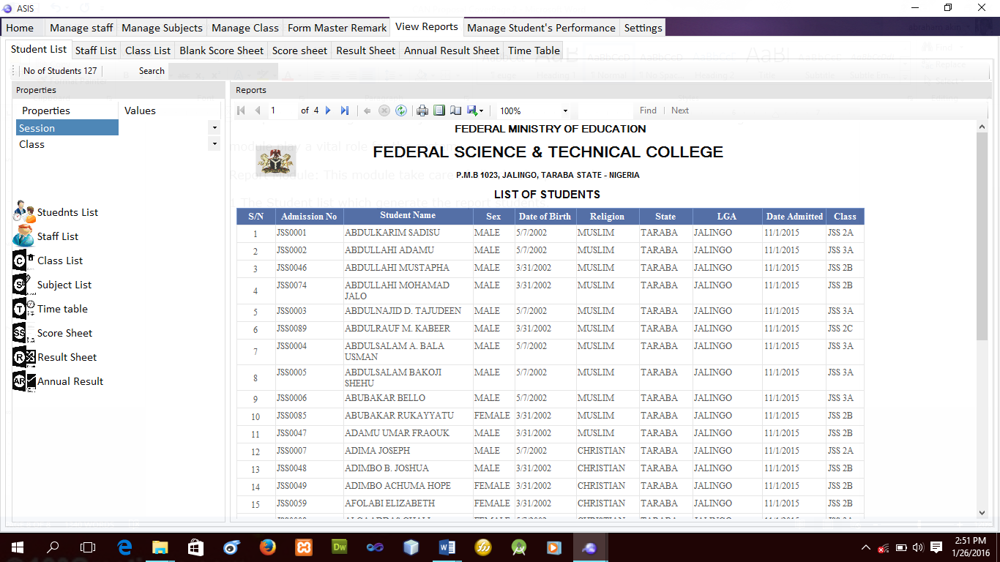 ASIS
Home Manage staff Manage Subjects Manage Class Form Master Remark View Reports Manage Student's Performance Settings
Student List Staff List Class List Blank Score Sheet Score sheet Result Sheet Annual Result Sheet Time Table
No of Students 127 Search
Properties
Properties Values
Session
Class
Stuednts List
Staff List
Class List
Subject List
Time table
Score Sheet
Result Sheet
Annual Result
Reports
1 of 4 100% Find Next
FEDERAL MINISTRY OF EDUCATION
module play a vital role
FEDERAL SCIENCE & TECHNICAL COLLEGE
Report Module: This module take care
P.M.B 1023, JALINGO, TARABA STATE - NIGERIA
LIST OF STUDENTS
The Student list which generate the report
S/N Admission No Student Name Sex Date of Birth Religion State LGA Date Admitted Class
1 JSS0001 ABDULKARIM SADISU MALE 5/7/2002 MUSLIM TARABA JALINGO 11/1/2015 JSS 2A
2 JSS0002 ABDULLAHI ADAMU MALE 5/7/2002 MUSLIM TARABA JALINGO 11/1/2015 JSS 3A
3 JSS0046 ABDULLAHI MUSTAPHA MALE 3/31/2002 MUSLIM TARABA JALINGO 11/1/2015 JSS 2B
4 JSS0074 ABDULLAHI MOHAMAD JALO MALE 3/31/2002 MUSLIM TARABA JALINGO 11/1/2015 JSS 2B
5 JSS0003 ABDULNAJID D. TAJUDEEN MALE 5/7/2002 MUSLIM TARABA JALINGO 11/1/2015 JSS 3A
6 JSS0089 ABDULRAUF M. KABEER MALE 3/31/2002 MUSLIM TARABA JALINGO 11/1/2015 JSS 2C
7 JSS0004 ABDULSALAM A. BALA USMAN MALE 5/7/2002 MUSLIM TARABA JALINGO 11/1/2015 JSS 3A
8 JSS0005 ABDULSALAM BAKOJI SHEHU MALE 5/7/2002 MUSLIM TARABA JALINGO 11/1/2015 JSS 3A
9 JSS0006 ABUBAKAR BELLO MALE 5/7/2002 MUSLIM TARABA JALINGO 11/1/2015 JSS 3A
10 JSS0085 ABUBAKAR RUKAYYATU FEMALE 3/31/2002 MUSLIM TARABA JALINGO 11/1/2015 JSS 2B
11 JSS0047 ADAMU UMAR FRAOUK MALE 3/31/2002 MUSLIM TARABA JALINGO 11/1/2015 JSS 2B
12 JSS0007 ADIMA JOSEPH MALE 5/7/2002 CHRISTIAN TARABA JALINGO 11/1/2015 JSS 2A
13 JSS0048 ADIMBO B. JOSHUA MALE 3/31/2002 CHRISTIAN TARABA JALINGO 11/1/2015 JSS 2B
14 JSS0049 ADIMBO ACHUMA HOPE FEMALE 3/31/2002 CHRISTIAN TARABA JALINGO 11/1/2015 JSS 2B
15 JSS0059 AFOLABI ELIZABETH FEMALE 3/31/2002 CHRISTIAN TARABA JALINGO 11/1/2015 JSS 2B
2:51 PM
1/26/2016